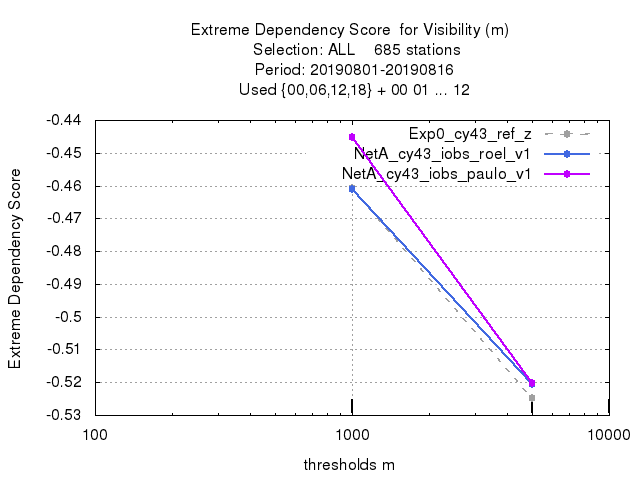 Extreme Dependency Score  for Visibility (m)
Selection: ALL    685 stations
Period: 20190801-20190816
Used {00,06,12,18} + 00 01 ... 12
Exp0_cy43_ref_z
NetA_cy43_iobs_roel_v1
NetA_cy43_iobs_paulo_v1
Extreme Dependency Score
-0.44
-0.45
-0.46
-0.47
-0.48
-0.49
-0.5
-0.51
-0.52
-0.53
100
1000
10000
thresholds m